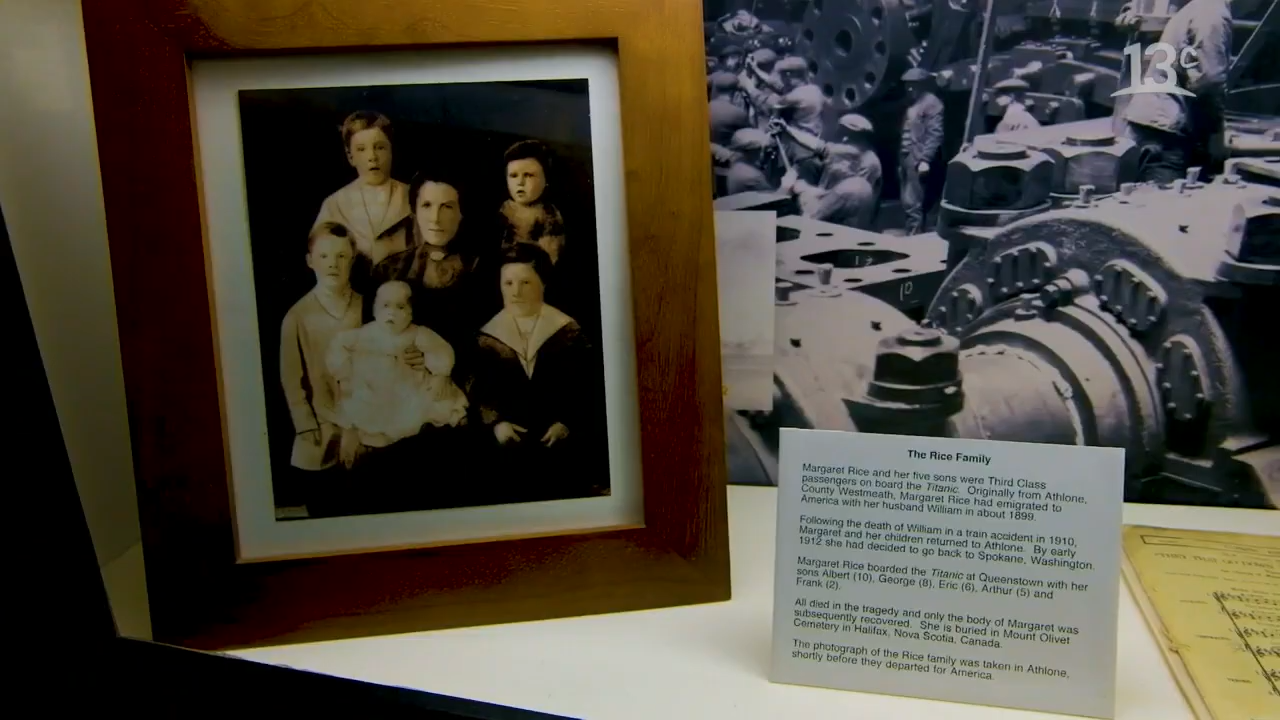 13c
The Rice Family
Margaret Rice and her five sons were Third Class
passengers on board the Titanic. Originally from Athlone,
County Westmeath, Margaret Rice had emigrated to
America with her husband William in about 1899.
Following the death of William in a train accident in 1910,
Margaret and her children returned to Athlone. By early
1912 she had decided to go back to Spokane, Washington.
Margaret Rice boarded the Titanic at Queenstown with her
sons Albert (10), George (8), Eric (6), Arthur (5) and
Frank (2).
All died in the tragedy and only the body of Margaret was
subsequently recovered. She is buried in Mount Olivet
Cemetery in Halifax, Nova Scotia, Canada.
The photograph of the Rice family was taken in Athlone,
shortly before they departed for America.